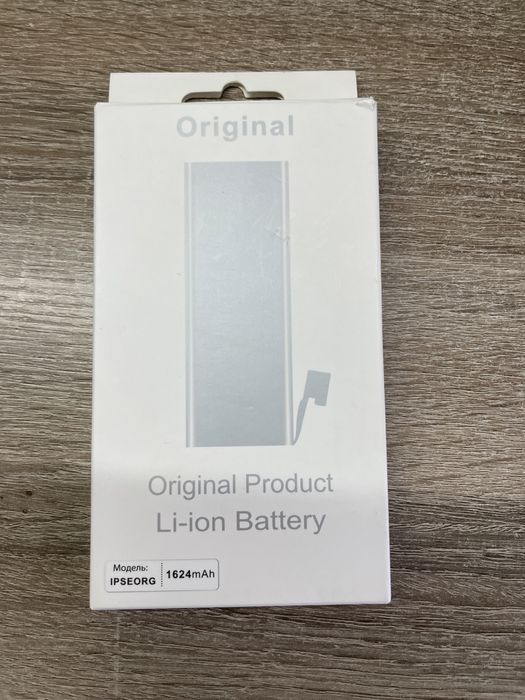 Original
Original Product
Li-ion Battery
Модель:
IPSEORG
1624mAh